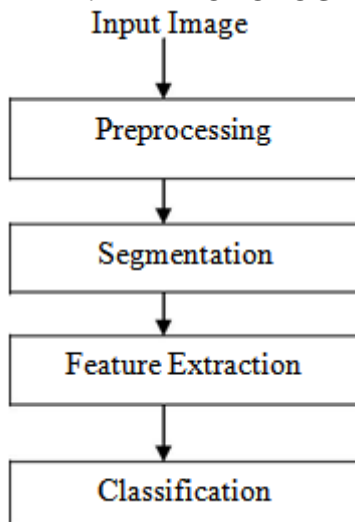 Input Image
Preprocessing
Segmentation
Feature Extraction
Classification